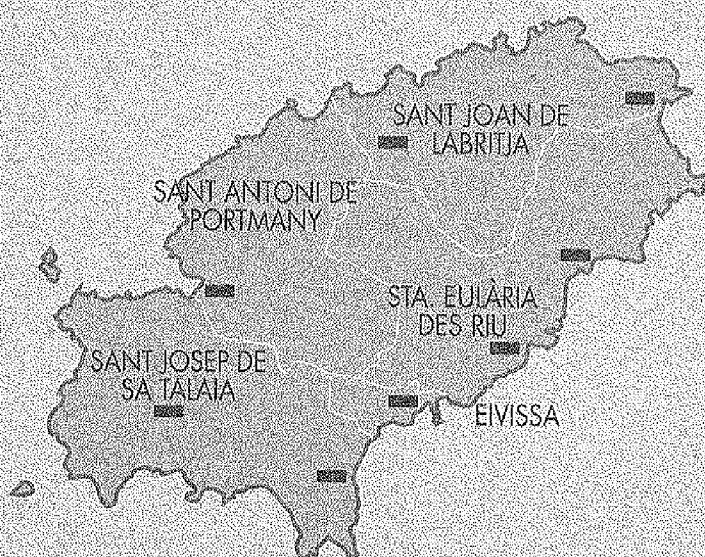 SANT JOAN DE
LABRITJA
SANT ANTONI DE
PORTMANY
STA. EULÀRIA
DES RIU
SANT JOSEP DE
SA TALAIA
EIVISSA